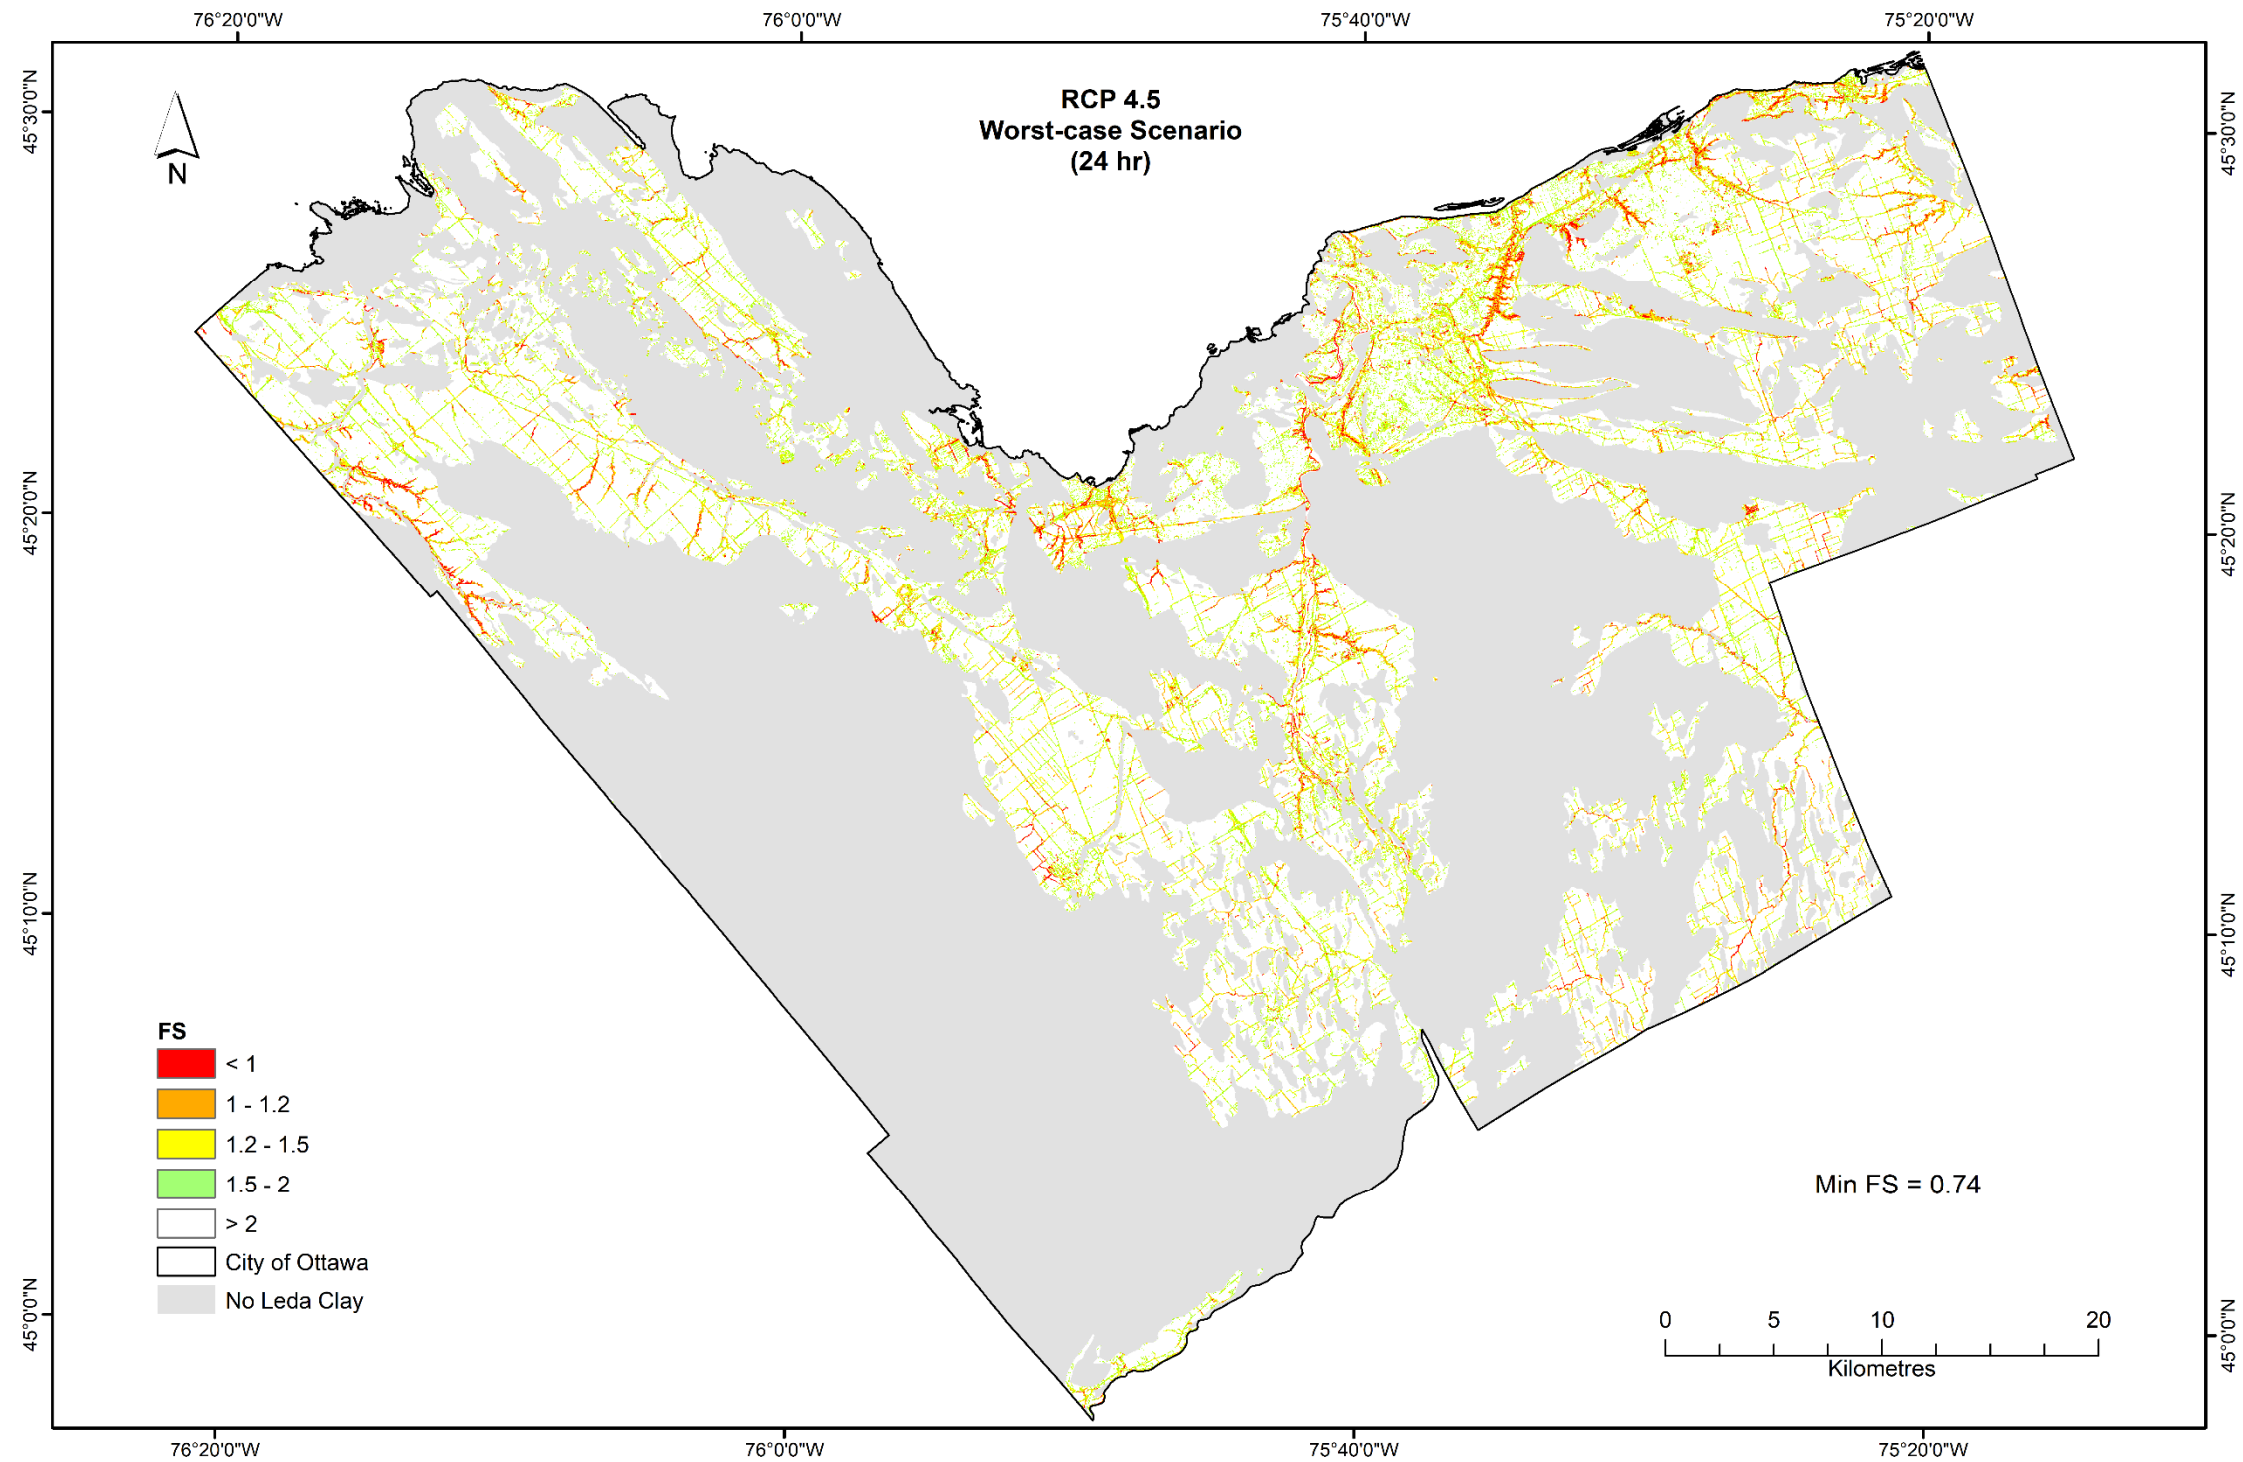 76°20'0"W 76°0'0"W 75°40'0"W 75°20'0"W
45°30'0"N
45°20'0"N
45°10'0"N
45°0'0"N
N
RCP 4.5
Worst-case Scenario
(24 hr)
45°30'0"N
45°20'0"N
45°10'0"N
45°0'0"N
FS
< 1
1 - 1.2
1.2 - 1.5
1.5 - 2
> 2
City of Ottawa
No Leda Clay
Min FS = 0.74
0 5 10 20
Kilometres
76°20'0"W 76°0'0"W 75°40'0"W 75°20'0"W